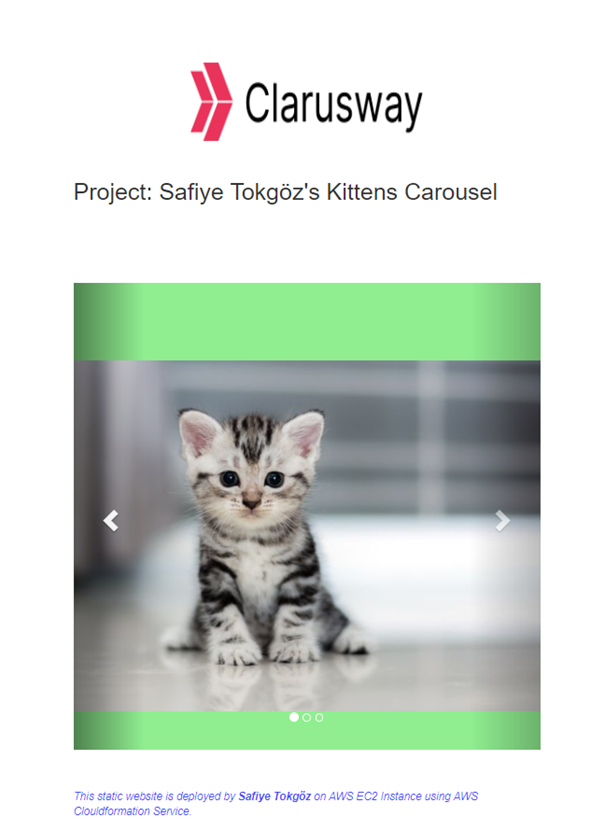 Clarusway
Project: Safiye Tokgöz's Kittens Carousel
This static website is deployed by Safiye Tokgöz on AWS EC2 Instance using AWS
Clouldformation Service.